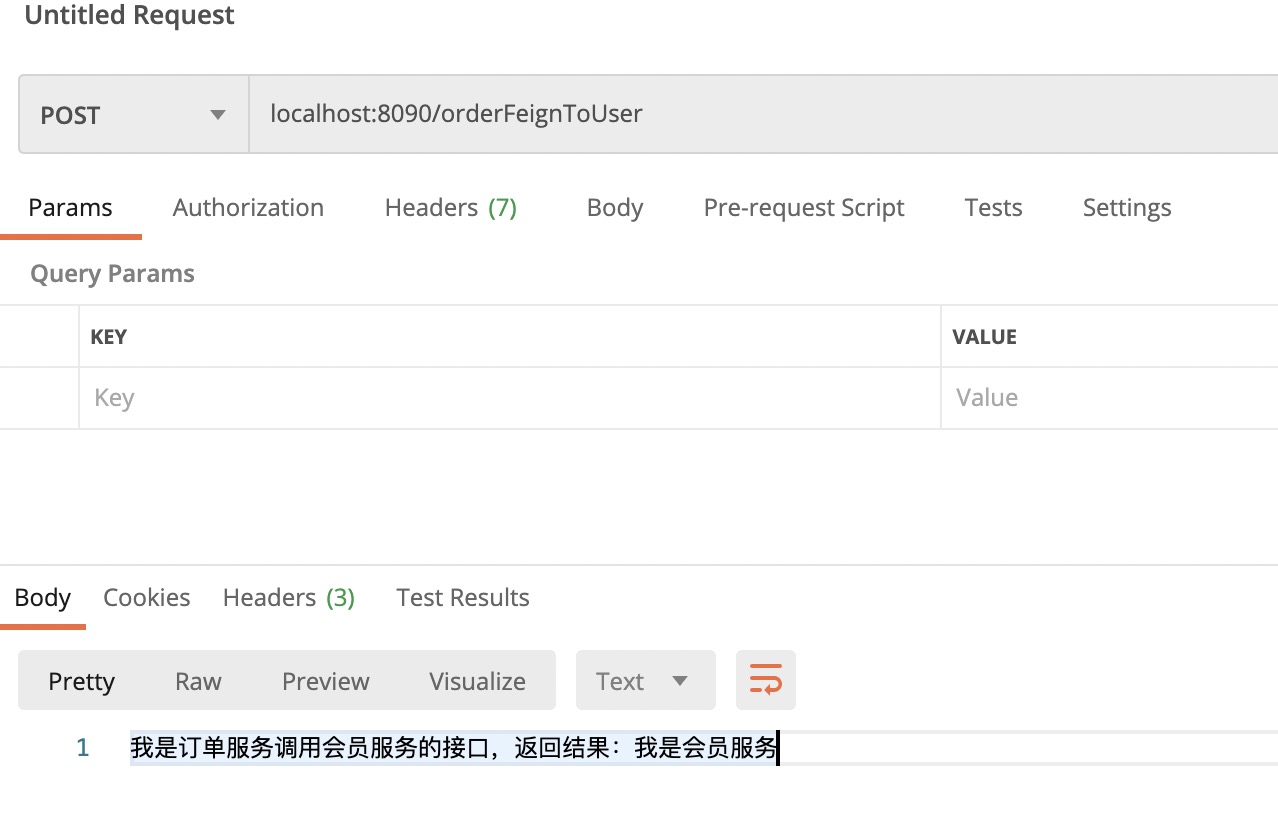 Untitled Request
POST localhost:8090/orderFeignToUser
Params Authorization Headers (7) Body Pre-request Script Tests Settings
Query Params
KEY VALUE
Key Value
Body Cookies Headers (3) Test Results
Pretty Raw Preview Visualize Text
1 我是订单服务调用会员服务的接口，返回结果：我是会员服务